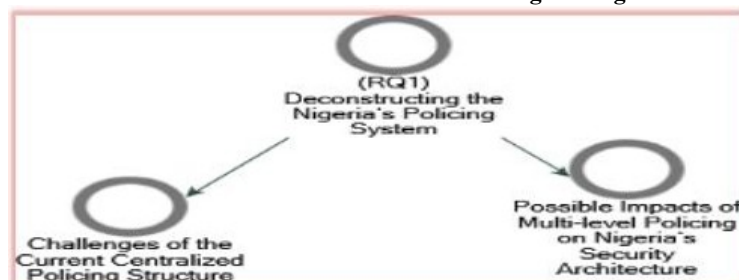 (RQ1)
Deconstructing the
Nigeria's Policing
System
Challenges of the
Current Centralized
Policing Structure
Possible Impacts of
Multi-level Policing
on Nigeria's
Security
Architecture